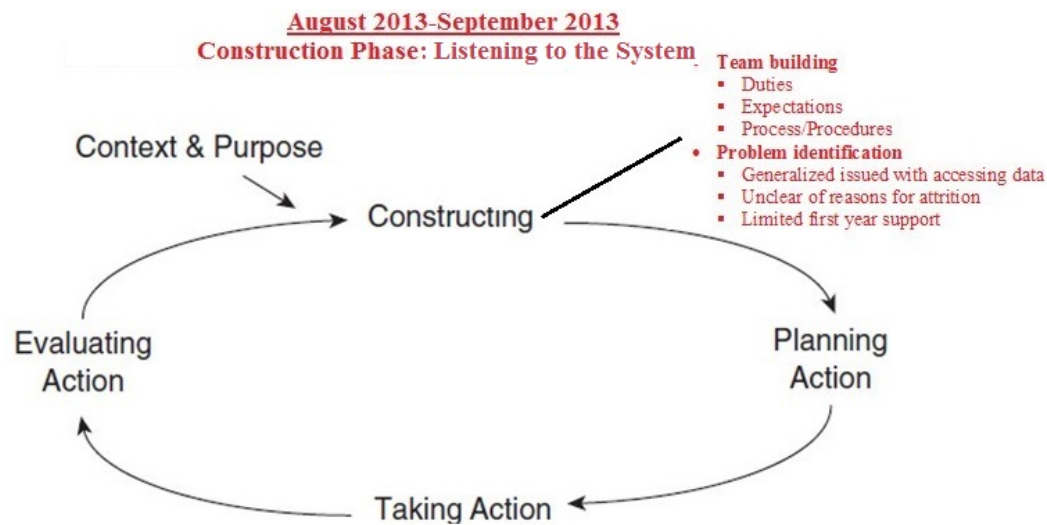 August 2013-September 2013
Construction Phase: Listening to the System
Team building
Duties
Expectations
Process/Procedures
Problem identification
Generalized issued with accessing data
Unclear of reasons for attrition
Limited first year support
Context & Purpose
Constructing
Planning
Action
Taking Action
Evaluating
Action